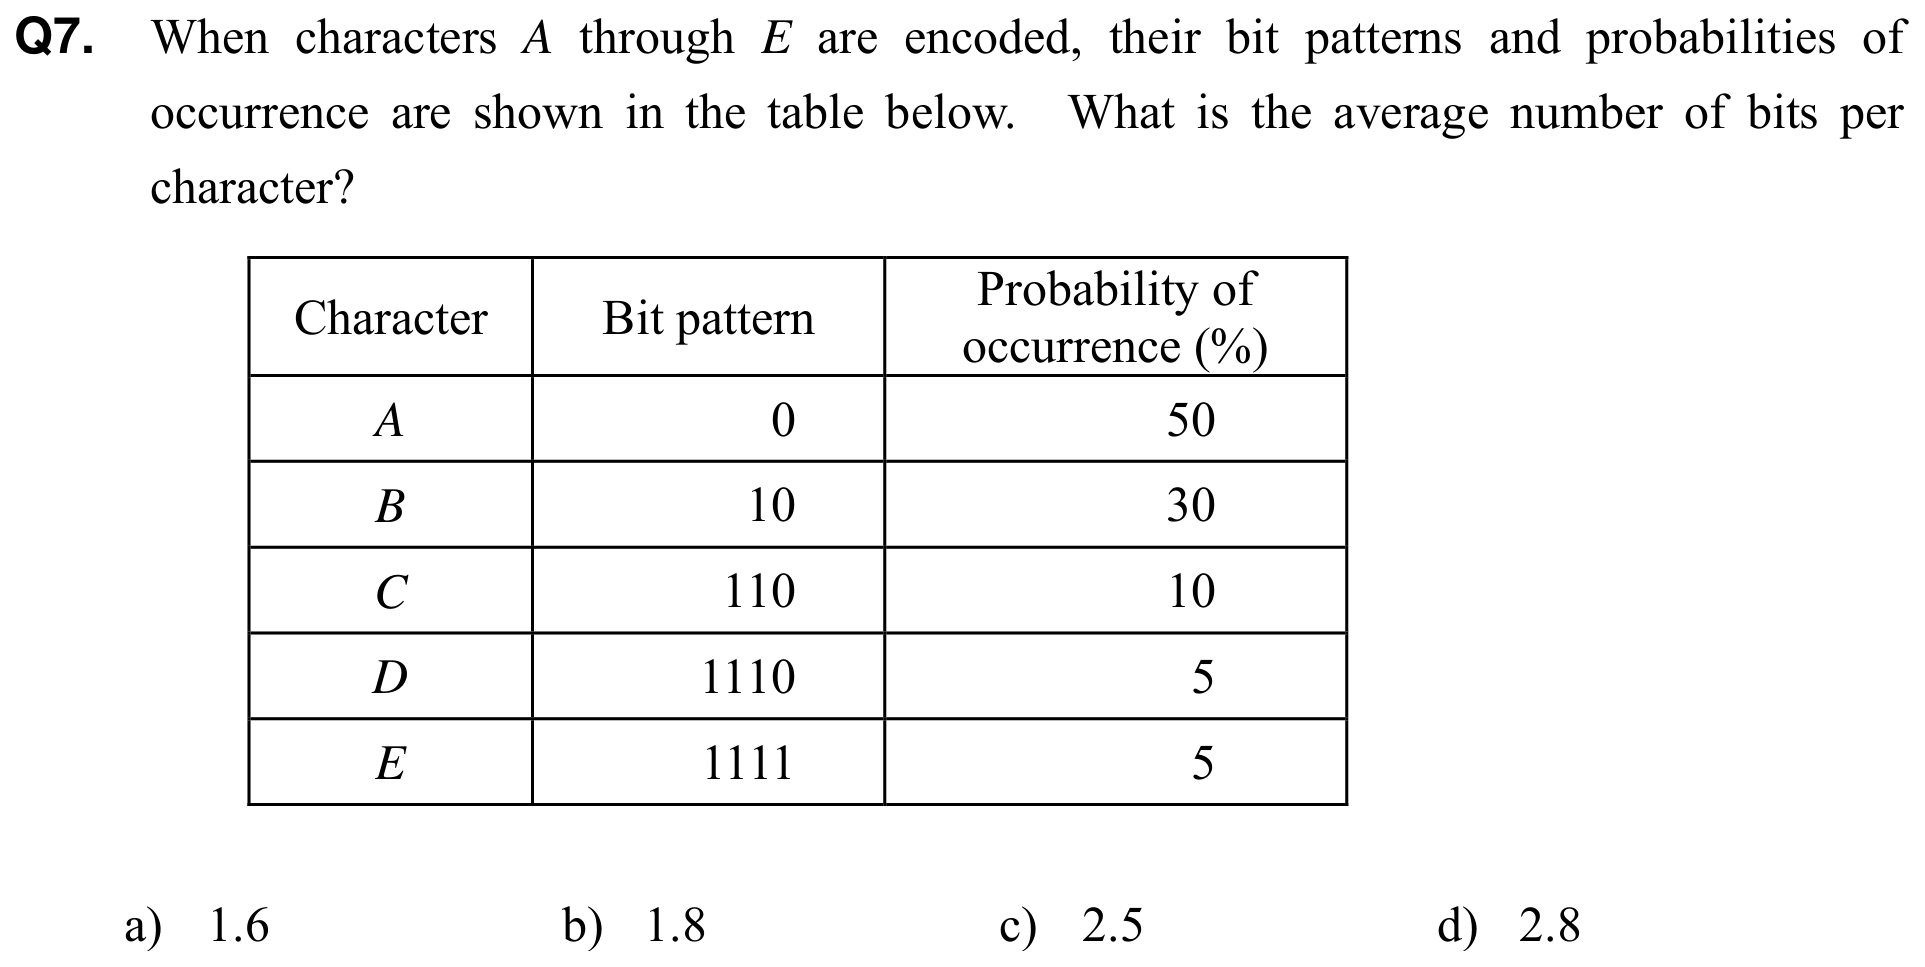 Q7. When characters A through E are encoded, their bit patterns and probabilities of
occurrence are shown in the table below. What is the average number of bits per
character?
Character Bit pattern Probability of occurrence (%)
A 0 50
B 10 30
C 110 10
D 1110 5
E 1111 5
a) 1.6 b) 1.8 c) 2.5 d) 2.8